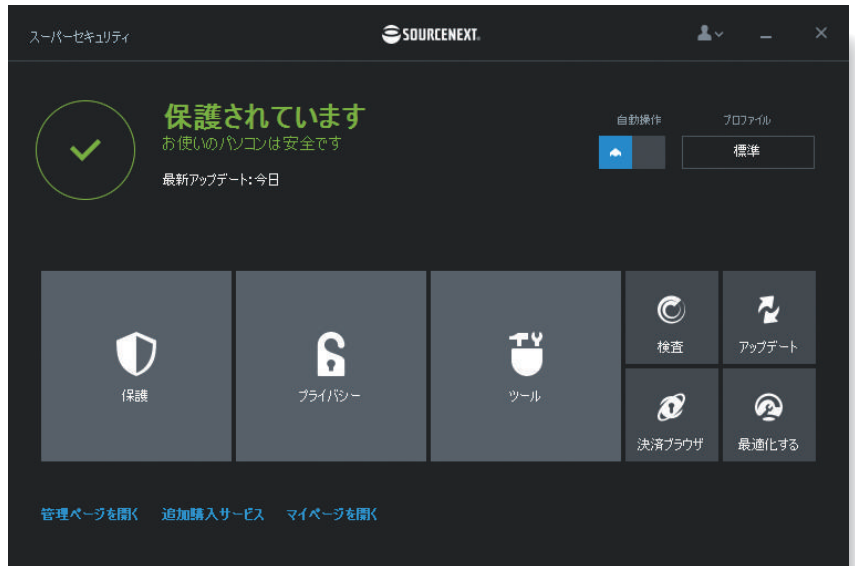 スーパーセキュリティ
SOURCENEXT.
保護されています
お使いのパソコンは安全です
最新アップデート:今日
自動操作
プロファイル
標準
保護
プライバシー
ツール
検査
アップデート
決済ブラウザ
最適化する
管理ページを開く
追加購入サービス
マイページを開く